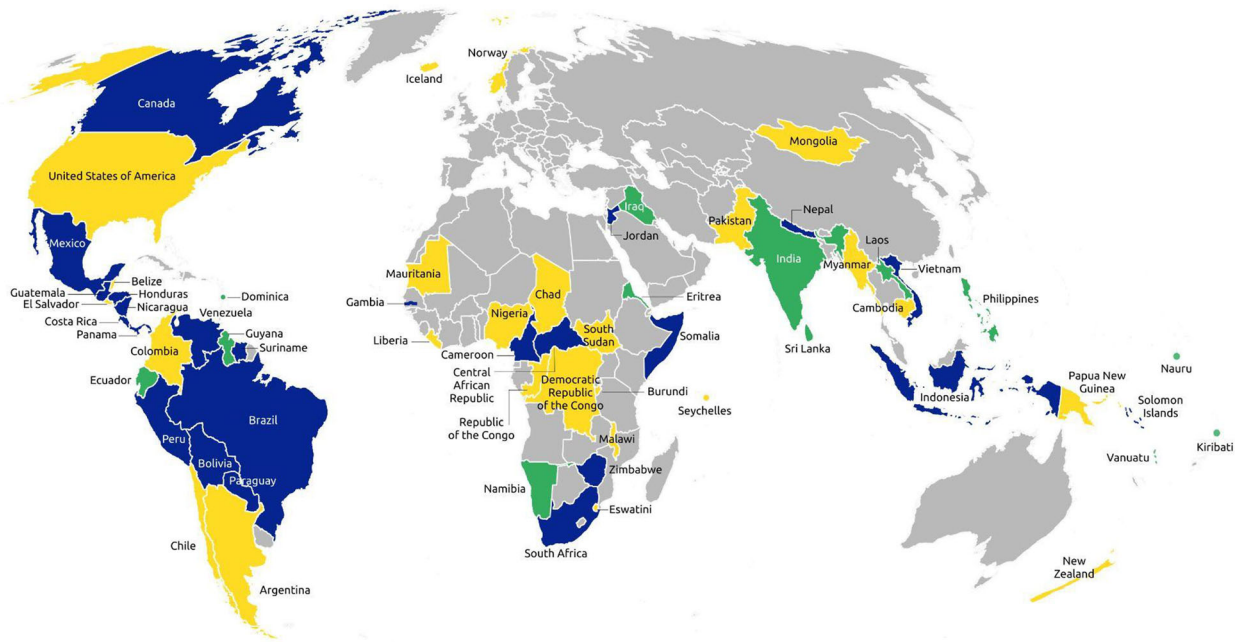 Norway
Iceland
Canada
Mongolia
United States of America
Nepal
Iraq
Pakistan
Mexico
Jordan
Laos
India
Myanmar
Vietnam
Mauritania
Belize
Guatemala
Honduras
Dominica
Eritrea
Philippines
Chad
El Salvador
Nicaragua
Gambia
Cambodia
Venezuela
Nigeria
Costa Rica
South
Sudan
Somalia
Panama
Guyana
Liberia
Sri Lanka
Suriname
Colombia
Cameroon
Nauru
Central
African
Republic
Ecuador
Democratic
Republic
of the Congo
Burundi
Papua New
Guinea
Indonesia
Seychelles
Solomon
Islands
Brazil
Republic
of the Congo
Peru
Malawi
Kiribati
Vanuatu
Bolivia
Zimbabwe
Paraguay
Namibia
Eswatini
Chile
South Africa
New
Zealand
Argentina